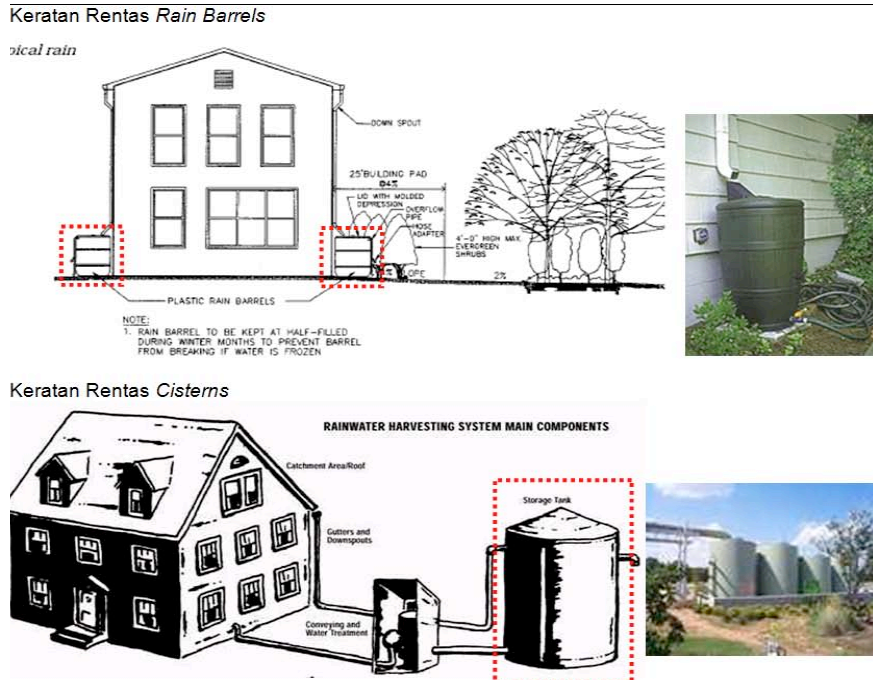 Keratan Rentas Rain Barrels
pical rain
DOWN SPOUT
25'BUILDING PAD
@4%
LID WITH MOLDED
DEPRESSION
OVERFLOW
PIPE
HOSE
ADAPTER
4'-0" HIGH MAX.
EVERGREEN
SHRUBS
OPE
2%
PLASTIC RAIN BARRELS
NOTE:
1. RAIN BARREL TO BE KEPT AT HALF-FILLED
DURING WINTER MONTHS TO PREVENT BARREL
FROM BREAKING IF WATER IS FROZEN
Keratan Rentas Cisterns
RAINWATER HARVESTING SYSTEM MAIN COMPONENTS
Catchment Area/Roof
Storage Tank
Gutters and
Downspouts
Conveying and
Water Treatment